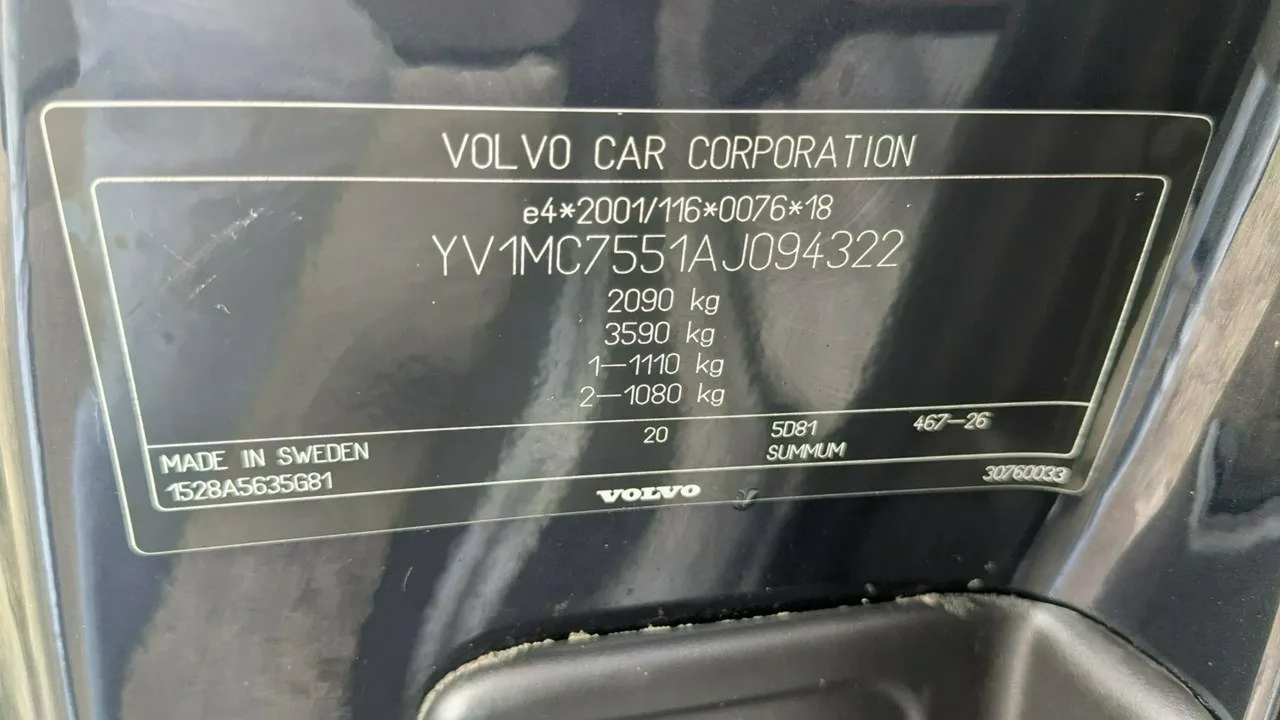 VOLVO CAR CORPORATION
e4*2001/116*0076*18
YV1MC7551AJ094322
2090 kg
3590 kg
1-1110 kg
2-1080 kg
20 5D81 467-26
MADE IN SWEDEN SUMMUM
1528A5635G81 30760033
VOLVO